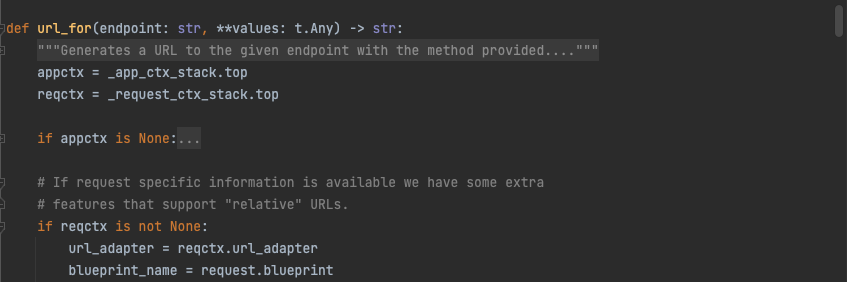 def url_for(endpoint: str, **values: t.Any) -> str:
    """Generates a URL to the given endpoint with the method provided...."""
    appctx = _app_ctx_stack.top
    reqctx = _request_ctx_stack.top
    if appctx is None:...
    # If request specific information is available we have some extra
    # features that support "relative" URLs.
    if reqctx is not None:
        url_adapter = reqctx.url_adapter
        blueprint_name = request.blueprint